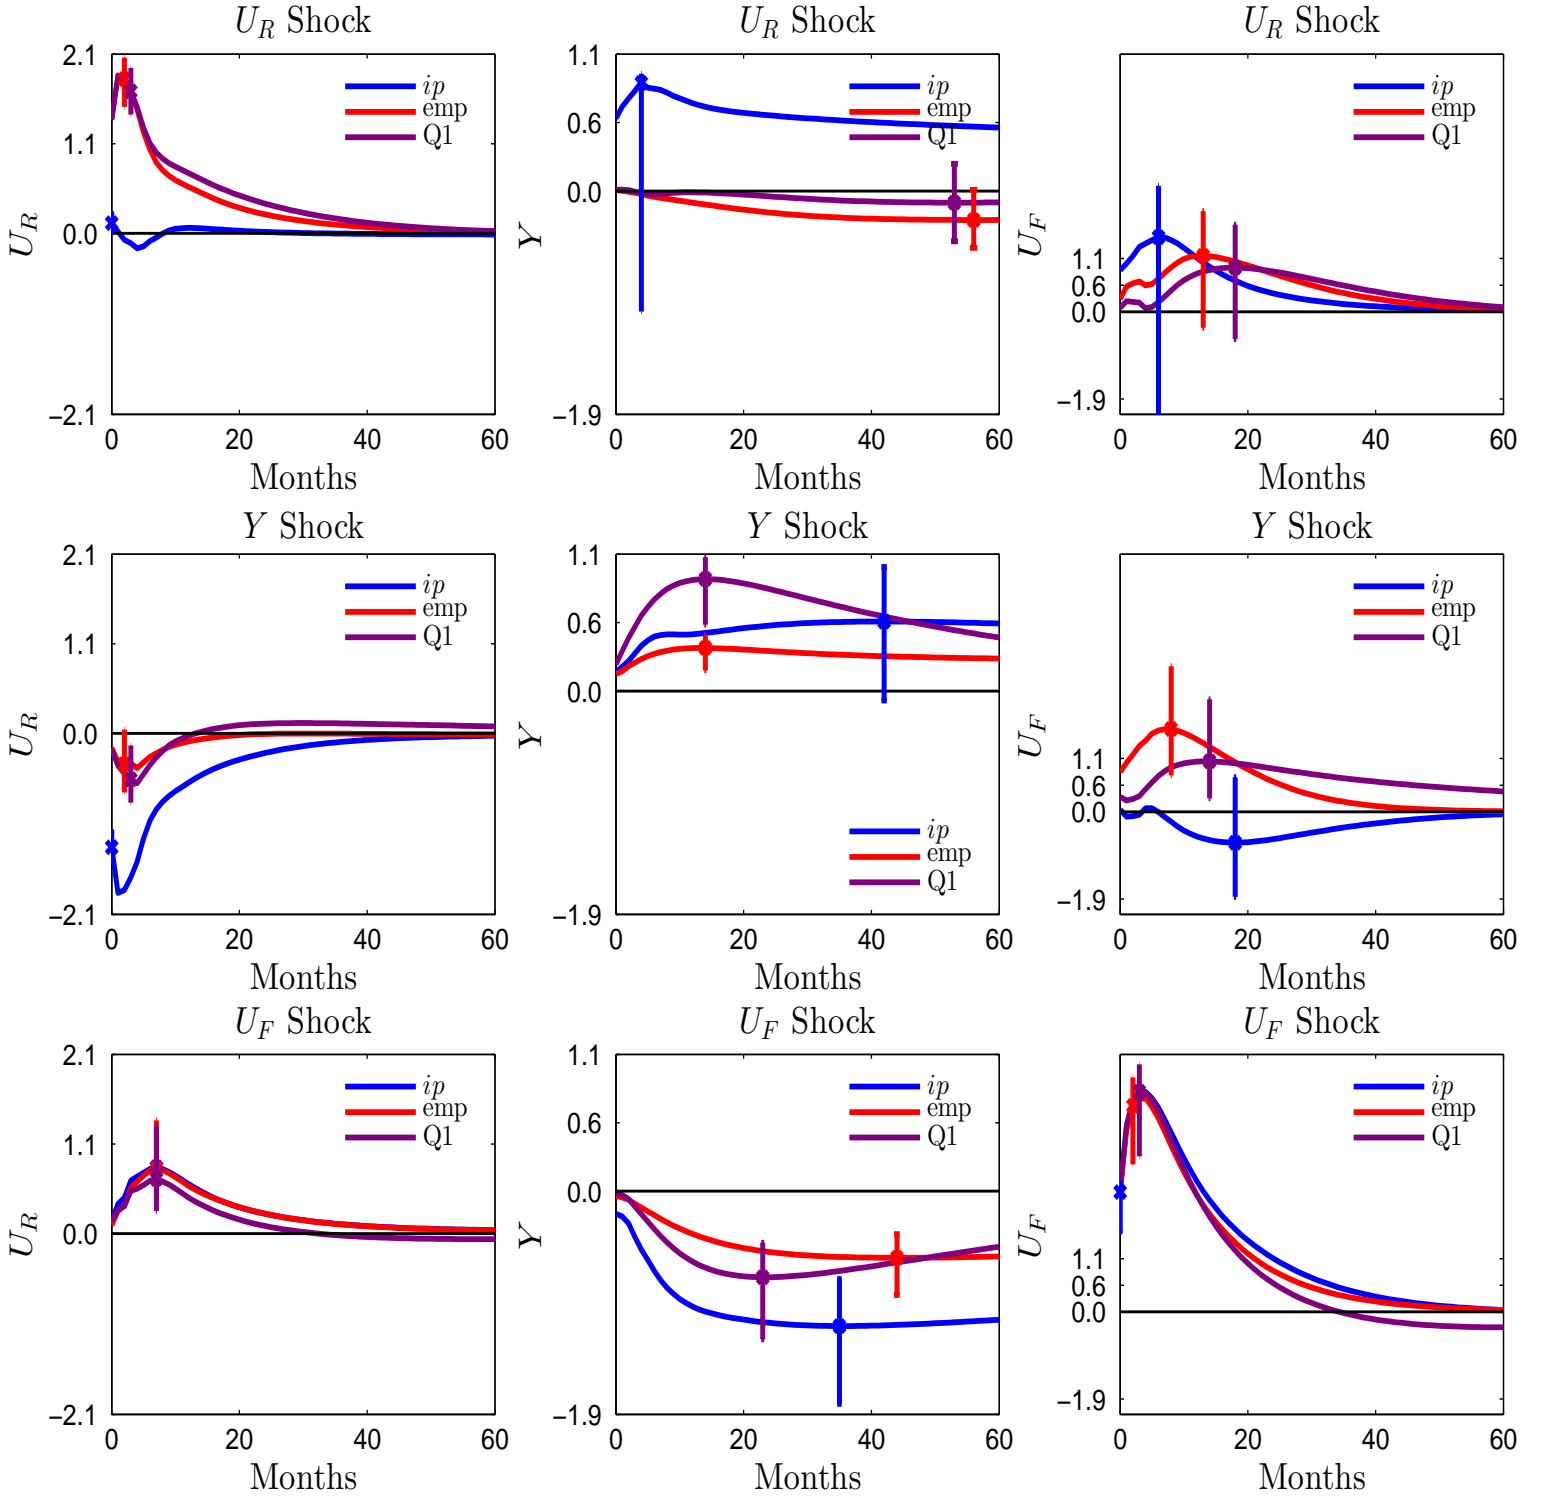 U_R Shock
U_R Shock
U_R Shock
2.1
1.1
0.0
−2.1
U_R
ip
emp
Q1
0
20
40
60
Months
1.1
0.6
0.0
−1.9
Y
ip
emp
Q1
0
20
40
60
Months
1.1
0.6
0.0
−1.9
U_F
ip
emp
Q1
0
20
40
60
Months
Y Shock
Y Shock
Y Shock
2.1
1.1
0.0
−2.1
U_R
ip
emp
Q1
0
20
40
60
Months
1.1
0.6
0.0
−1.9
Y
ip
emp
Q1
0
20
40
60
Months
1.1
0.6
0.0
−1.9
U_F
ip
emp
Q1
0
20
40
60
Months
U_F Shock
U_F Shock
U_F Shock
2.1
1.1
0.0
−2.1
U_R
ip
emp
Q1
0
20
40
60
Months
1.1
0.6
0.0
−1.9
Y
ip
emp
Q1
0
20
40
60
Months
1.1
0.6
0.0
−1.9
U_F
ip
emp
Q1
0
20
40
60
Months